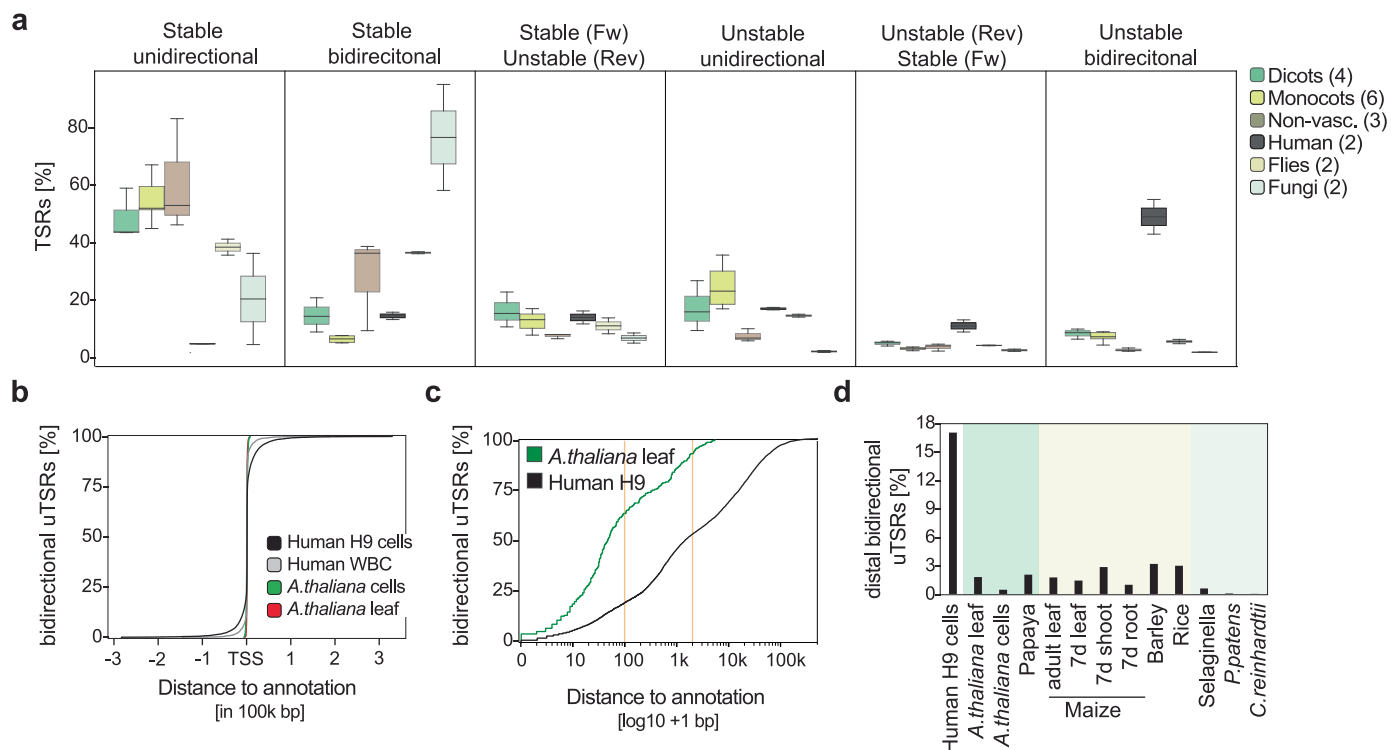 a
Stable
unidirectional
Stable
bidirecitonal
Stable (Fw)
Unstable (Rev)
Unstable
unidirectional
Unstable (Rev)
Stable (Fw)
Unstable
bidirectional
Dicots (4)
Monocots (6)
Non-vasc. (3)
Human (2)
Flies (2)
Fungi (2)
TSRs [%]
80
60
40
20
0
b
bidirectional uTSRs [%]
100
75
50
25
0
Human H9 cells
Human WBC
A.thaliana cells
A.thaliana leaf
-3
-2
-1
TSS
1
2
3
Distance to annotation
[in 100k bp]
c
bidirectional uTSRs [%]
100
75
50
25
0
A.thaliana leaf
Human H9
0
10
100
1k
10k
100k
Distance to annotation
[log10 +1 bp]
d
distal bidirectional
uTSRs [%]
18
15
12
9
6
3
0
Human H9 cells
A.thaliana leaf
A.thaliana cells
Papaya
adult leaf
7d leaf
7d shoot
7d root
Barley
Rice
Selaginella
P.patens
C.reinhardtii
Maize